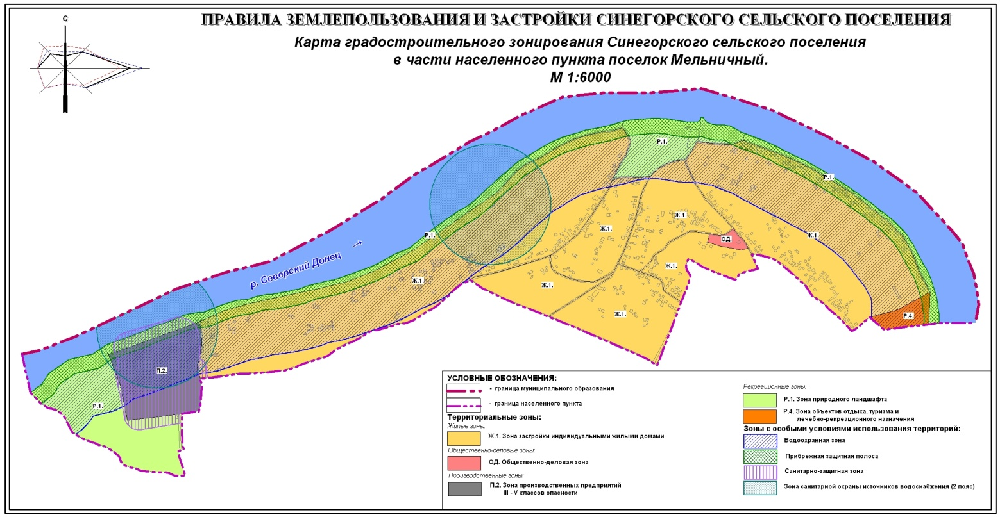 ПРАВИЛА ЗЕМЛЕПОЛЬЗОВАНИЯ И ЗАСТРОЙКИ СИНЕГОРСКОГО СЕЛЬСКОГО ПОСЕЛЕНИЯ
Карта градостроительного зонирования Синегорского сельского поселения
в части населенного пункта поселок Мельничный.
М 1:6000
С
Р.1.
Р.1.
Ж.1.
Ж.1.
Р.1.
Ж.1.
ОД.
р. Северский Донец
Ж.1.
Ж.1.
Ж.1.
Ж.1.
Р.4.
П.2.
Р.1.
УСЛОВНЫЕ ОБОЗНАЧЕНИЯ:
- граница муниципального образования
- граница населенного пункта
Территориальные зоны:
Жилые зоны:
Ж.1. Зона застройки индивидуальными жилыми домами
Общественно-деловые зоны:
ОД. Общественно-деловая зона
Производственные зоны:
П.2. Зона производственных предприятий
III - V классов опасности
Рекреационные зоны:
Р.1. Зона природного ландшафта
Р.4. Зона объектов отдыха, туризма и
лечебно-рекреационного назначения
Зоны с особыми условиями использования территорий:
Водоохранная зона
Прибрежная защитная полоса
Санитарно-защитная зона
Зона санитарной охраны источников водоснабжения (2 пояс)